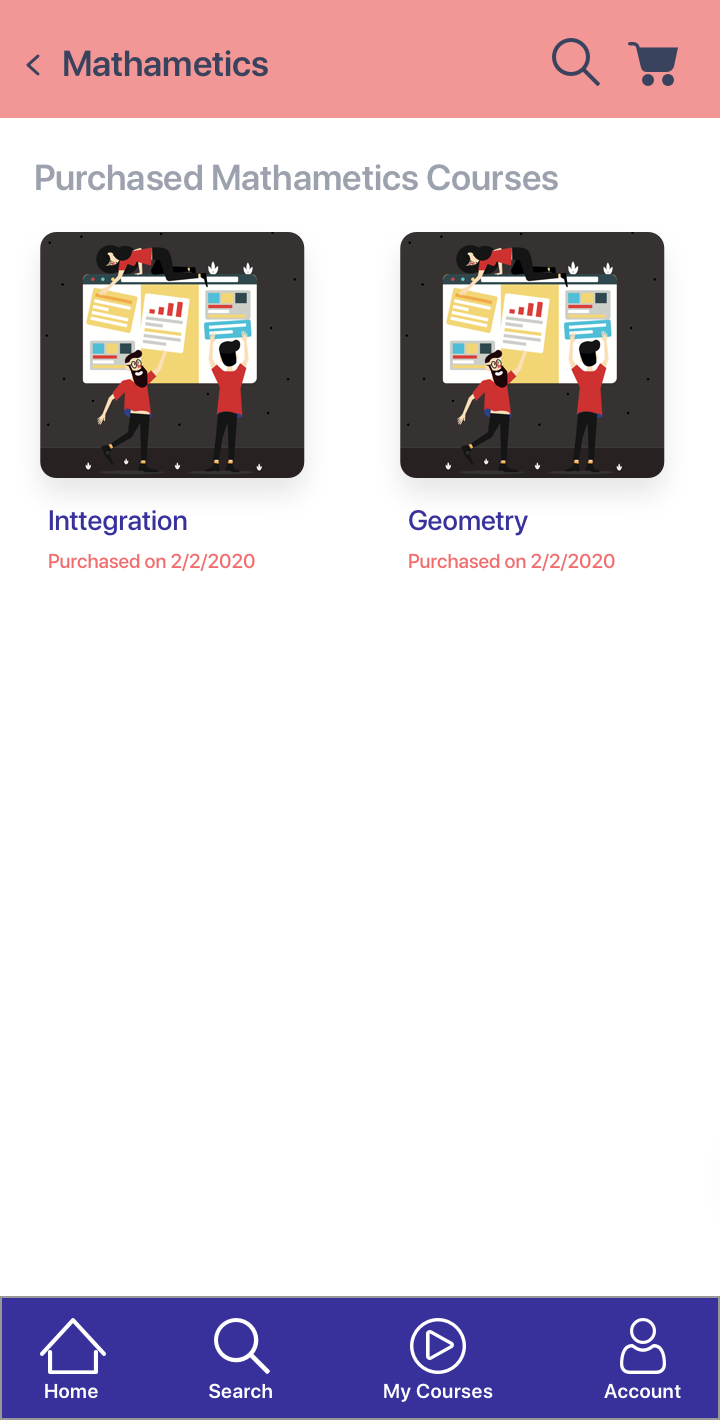 Mathametics
Purchased Mathametics Courses
Inttegration
Purchased on 2/2/2020
Geometry
Purchased on 2/2/2020
Home
Search
My Courses
Account